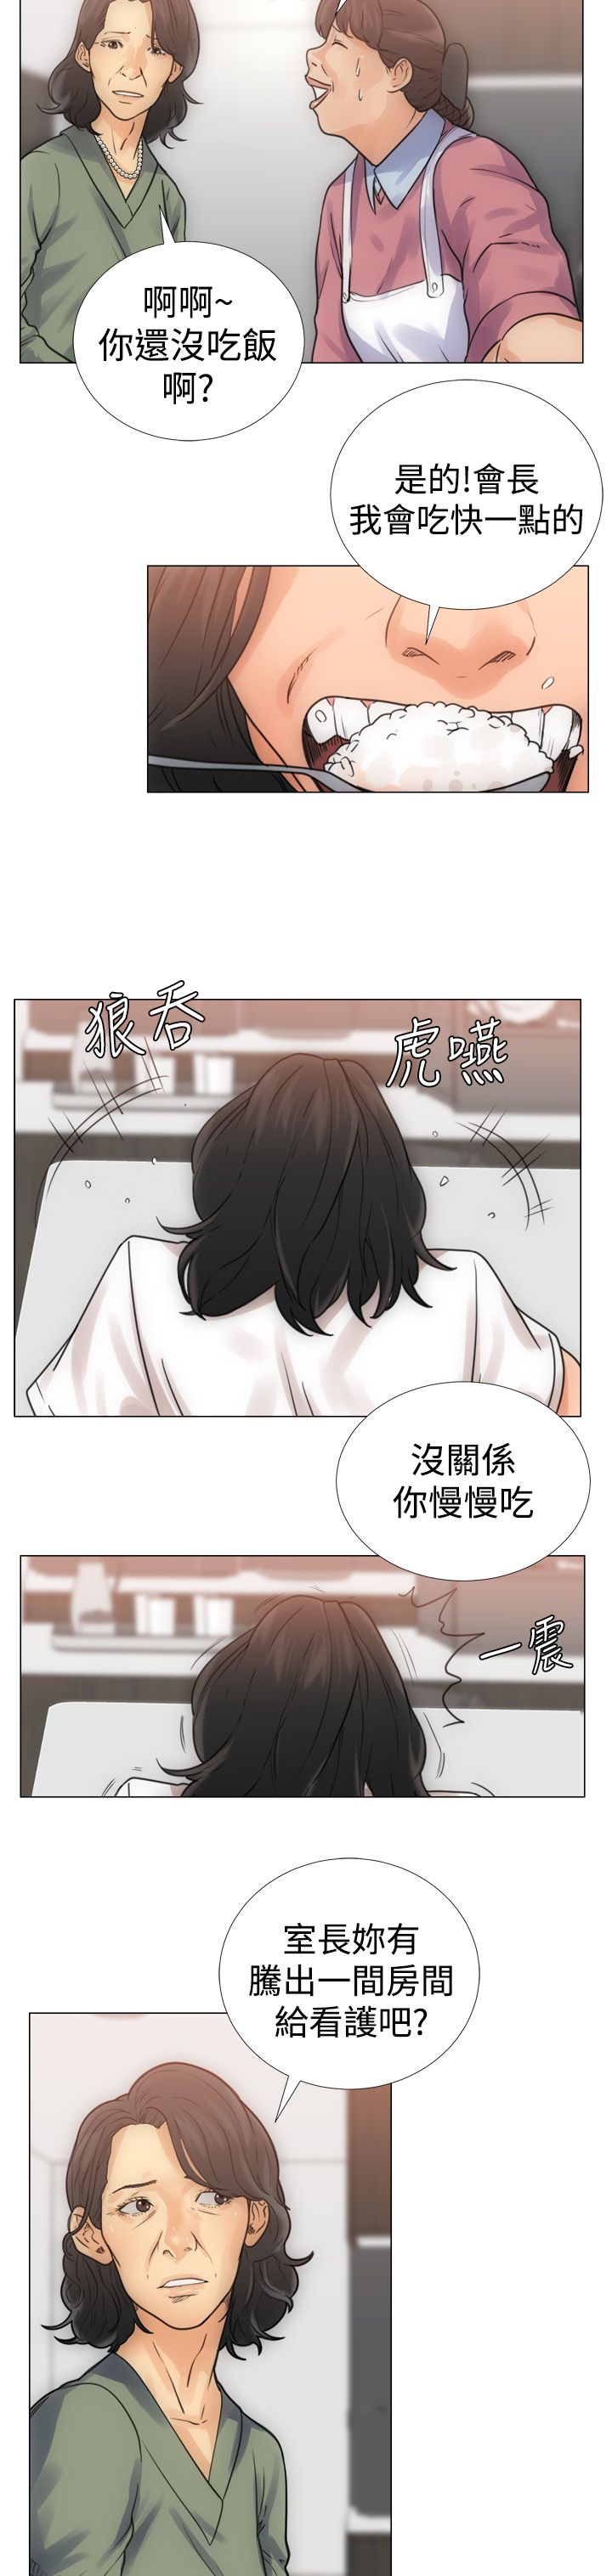 啊啊~
你還沒吃飯
啊?
是的!會長
我會吃快一點的
狼吞
虎嚥
沒關係
你慢慢吃
一震
室長妳有
騰出一間房間
給看護吧?